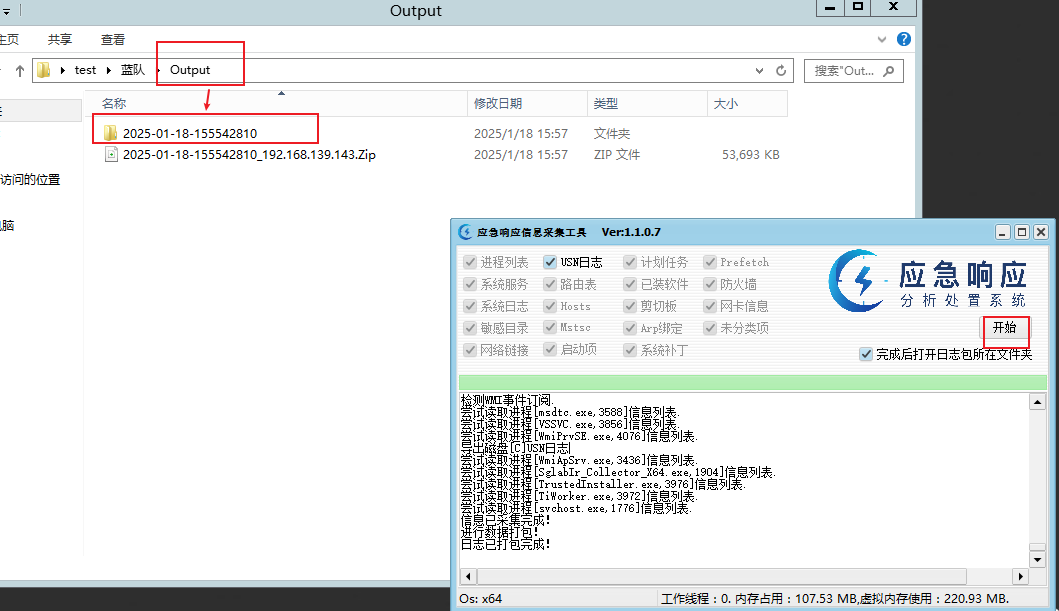 Output
主页 共享 查看
test 蓝队 Output
搜索"Out...
名称 修改日期 类型 大小
2025-01-18-155542810 2025/1/18 15:57 文件夹
2025-01-18-155542810_192.168.139.143.Zip 2025/1/18 15:57 ZIP 文件 53,693 KB
访问的位置
电脑
应急响应信息采集工具 Ver:1.1.0.7
进程列表 USN日志 计划任务 Prefetch
系统服务 路由表 已装软件 防火墙
系统日志 Hosts 剪切板 网卡信息
敏感目录 Mstsc Arp绑定 未分类项
网络链接 启动项 系统补丁
应急响应
分析处置系统
开始
完成后打开日志包所在文件夹
检测WMI事件订阅.
尝试读取进程[msdtc.exe,3588]信息列表.
尝试读取进程[VSSVC.exe,3856]信息列表.
尝试读取进程[WmiPrvSE.exe,4076]信息列表.
导出磁盘[C]USN日志
尝试读取进程[WmiApSrv.exe,3436]信息列表.
尝试读取进程[SglabIr_Collector_X64.exe,1904]信息列表.
尝试读取进程[TrustedInstaller.exe,3976]信息列表.
尝试读取进程[TiWorker.exe,3972]信息列表.
尝试读取进程[svchost.exe,1776]信息列表.
信息已采集完成!
进行数据打包!
日志已打包完成!
Os: x64 工作线程：0. 内存占用：107.53 MB,虚拟内存使用：220.93 MB.